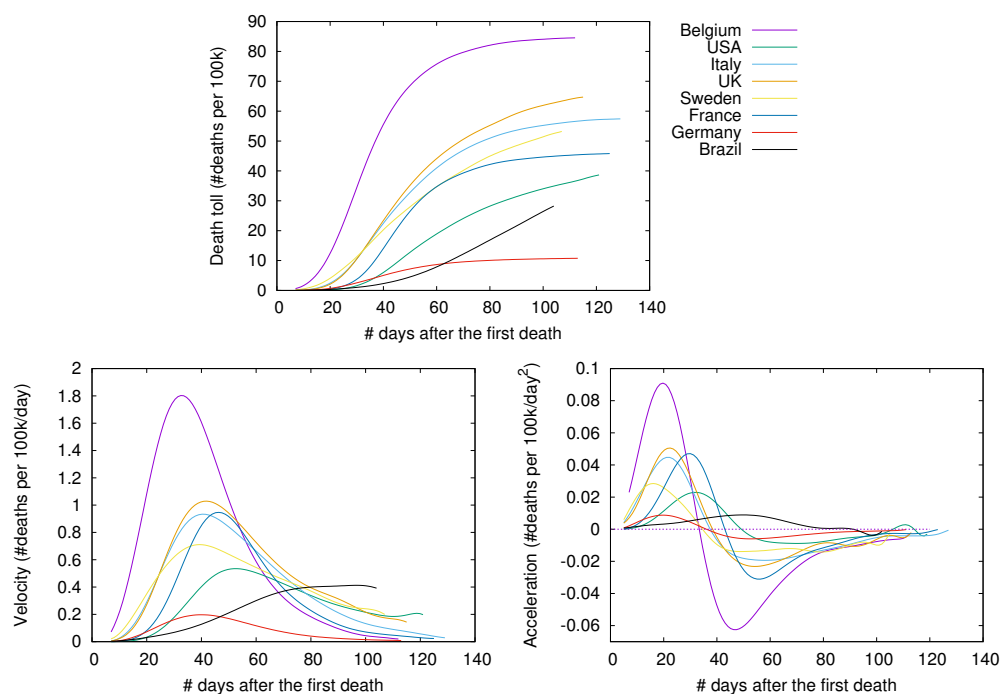 Death toll (#deaths per 100k)
90
80
70
60
50
40
30
20
10
0
0 20 40 60 80 100 120 140
# days after the first death
Belgium
USA
Italy
UK
Sweden
France
Germany
Brazil
Velocity (#deaths per 100k/day)
2
1.8
1.6
1.4
1.2
1
0.8
0.6
0.4
0.2
0
0 20 40 60 80 100 120 140
# days after the first death
Acceleration (#deaths per 100k/day²)
0.1
0.08
0.06
0.04
0.02
0
-0.02
-0.04
-0.06
0 20 40 60 80 100 120 140
# days after the first death